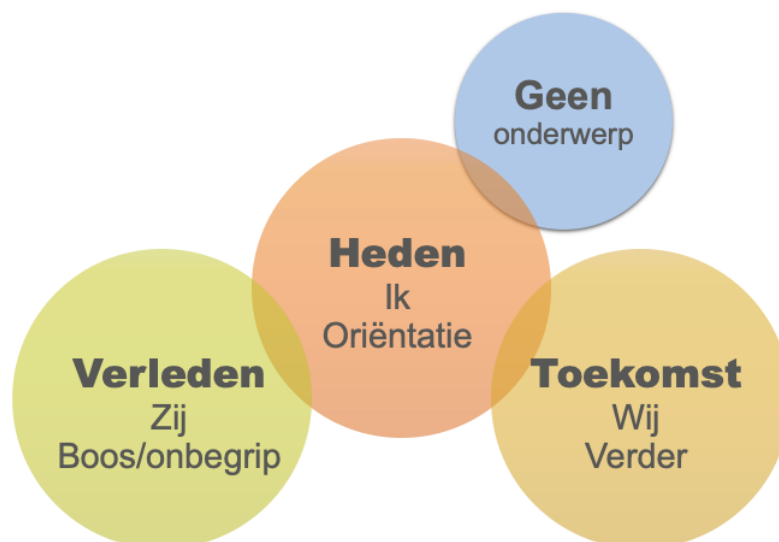 Geen
onderwerp
Heden
Ik
Oriëntatie
Verleden
Zij
Boos/onbegrip
Toekomst
Wij
Verder